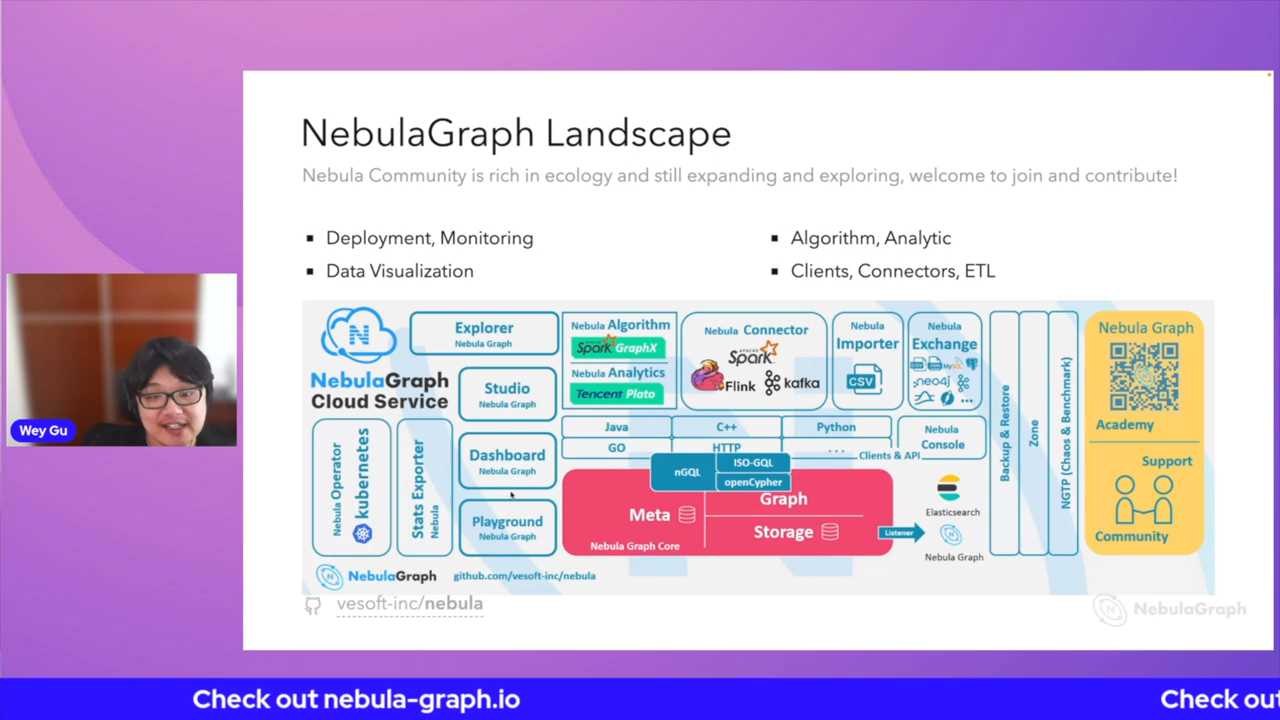 NebulaGraph Landscape
Nebula Community is rich in ecology and still expanding and exploring, welcome to join and contribute!
▪ Deployment, Monitoring
▪ Data Visualization
▪ Algorithm, Analytic
▪ Clients, Connectors, ETL
N
NebulaGraph
Cloud Service
Explorer
Nebula Graph
Studio
Nebula Graph
Dashboard
Nebula Graph
Playground
Nebula Graph
Nebula Operator
kubernetes
Stats Exporter
Nebula
Nebula Algorithm
Spark GraphX
Nebula Analytics
Tencent Plato
Nebula Connector
APACHE Spark
Flink
kafka
Nebula
Importer
CSV
Nebula
Exchange
MySQL
neo4j
...
Java
C++
Python
GO
HTTP
...
Clients & API
Nebula
Console
nGQL
ISO-GQL
openCypher
Meta
Graph
Storage
Nebula Graph Core
Listener
Elasticsearch
Nebula Graph
Backup & Restore
Zone
NGTP (Chaos & Benchmark)
Nebula Graph
Academy
Support
Community
NebulaGraph
github.com/vesoft-inc/nebula
vesoft-inc/nebula
NebulaGraph
Wey Gu
Check out nebula-graph.io
Check out